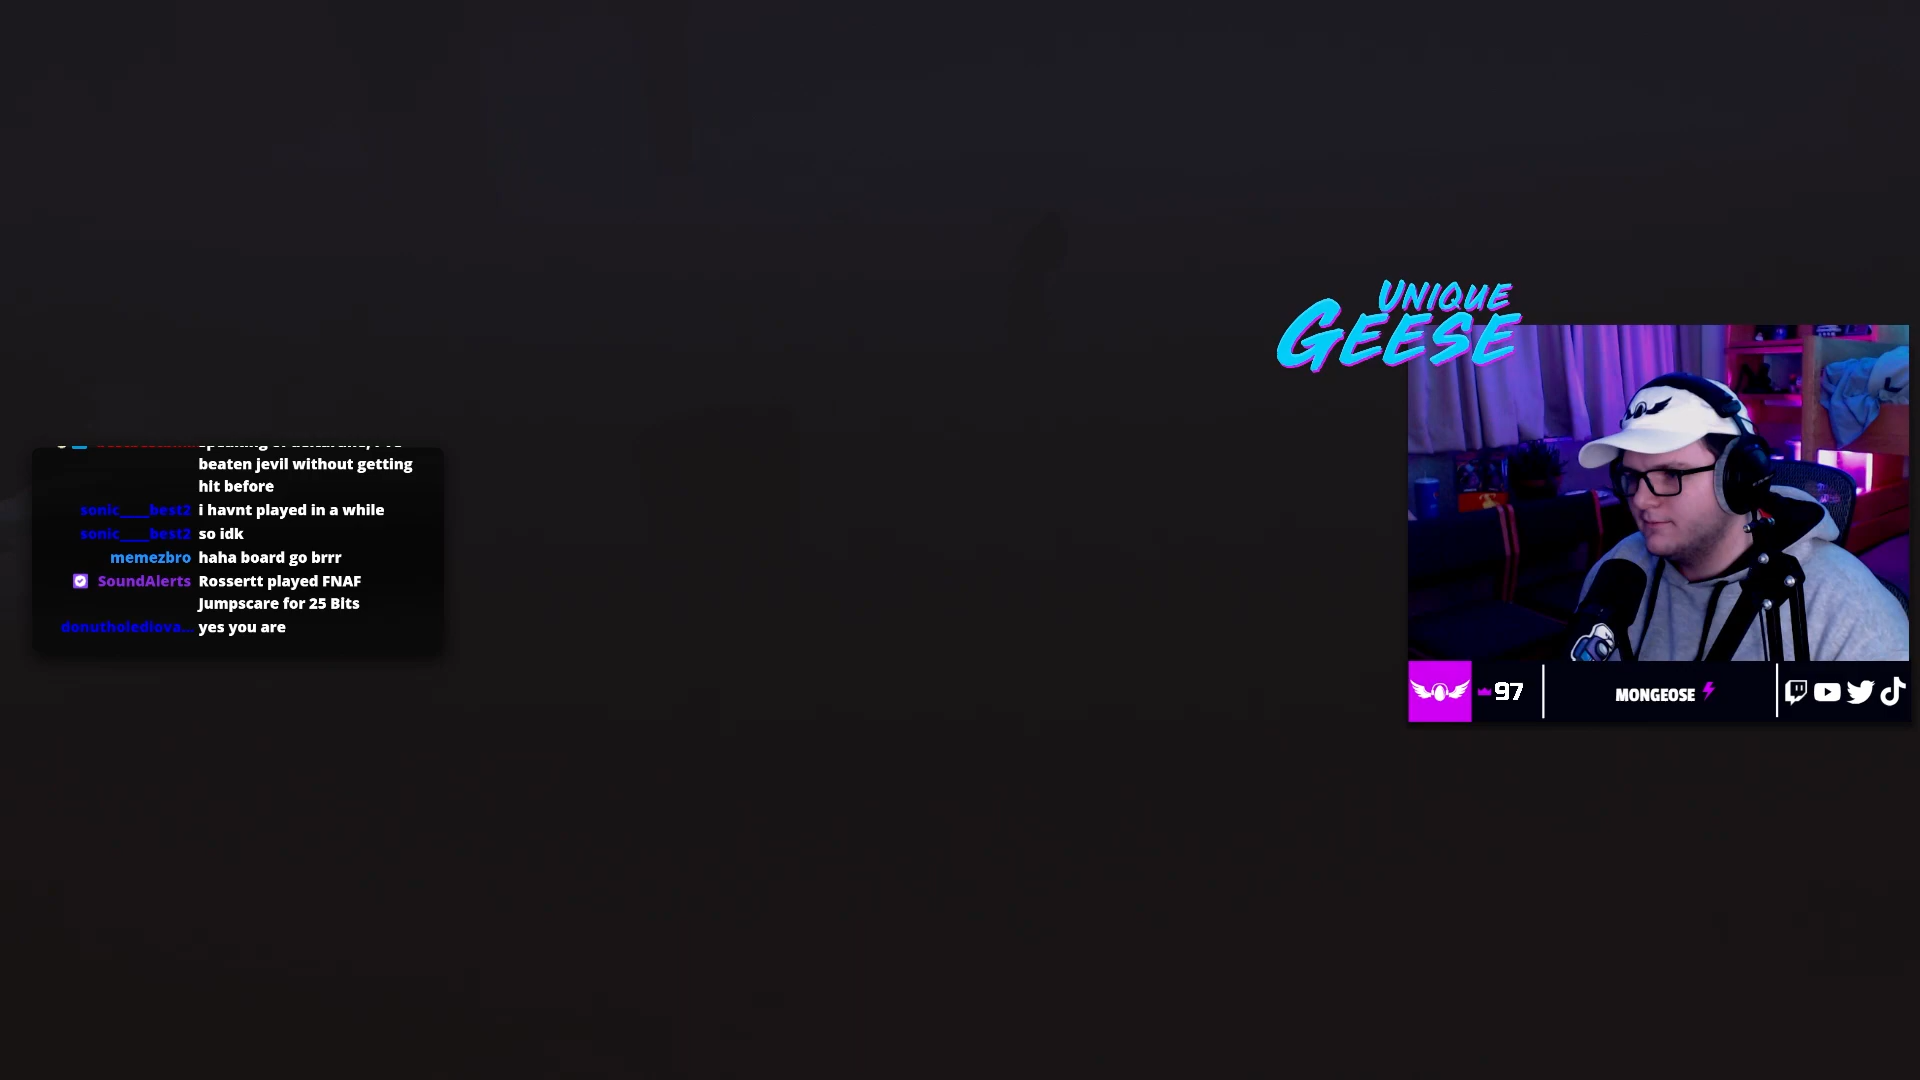 UNIQUE
GEESE
beaten jevil without getting
hit before
sonic____best2 i havnt played in a while
sonic____best2 so idk
memezbro haha board go brrr
SoundAlerts Rossertt played FNAF
Jumpscare for 25 Bits
donutholediova... yes you are
97
MONGEOSE